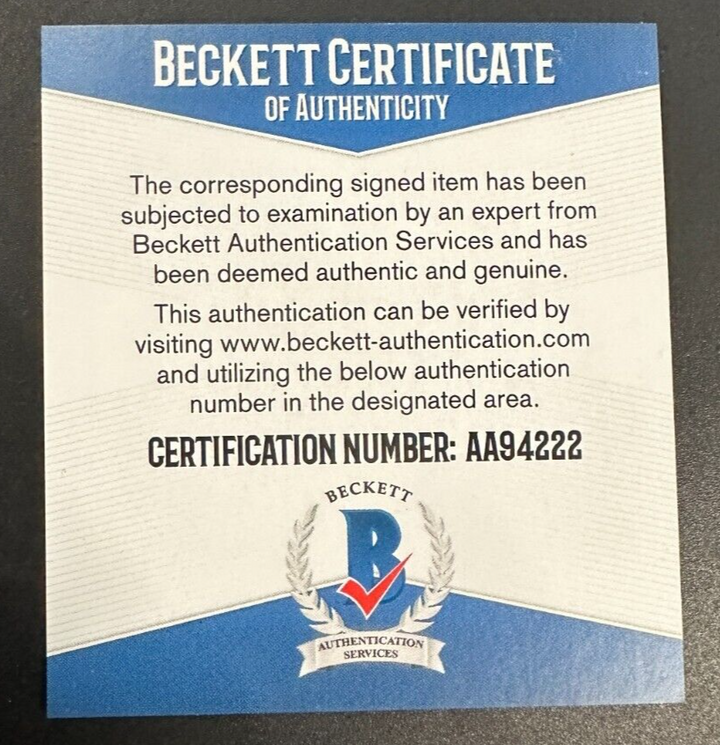 BECKETT CERTIFICATE
OF AUTHENTICITY
The corresponding signed item has been
subjected to examination by an expert from
Beckett Authentication Services and has
been deemed authentic and genuine.
This authentication can be verified by
visiting www.beckett-authentication.com
and utilizing the below authentication
number in the designated area.
CERTIFICATION NUMBER: AA94222
BECKETT
B
AUTHENTICATION
SERVICES